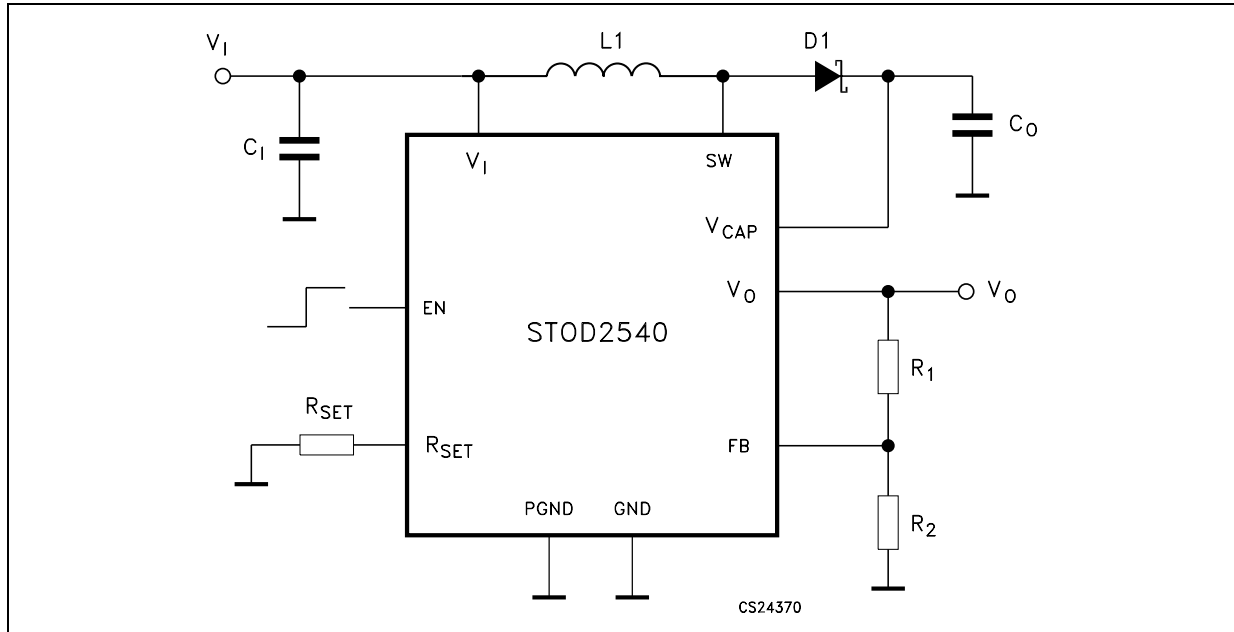 V_I
L1
D1
C_I
C_O
V_I
SW
V_CAP
V_O
V_O
EN
STOD2540
R_1
R_SET
R_SET
FB
PGND
GND
R_2
CS24370